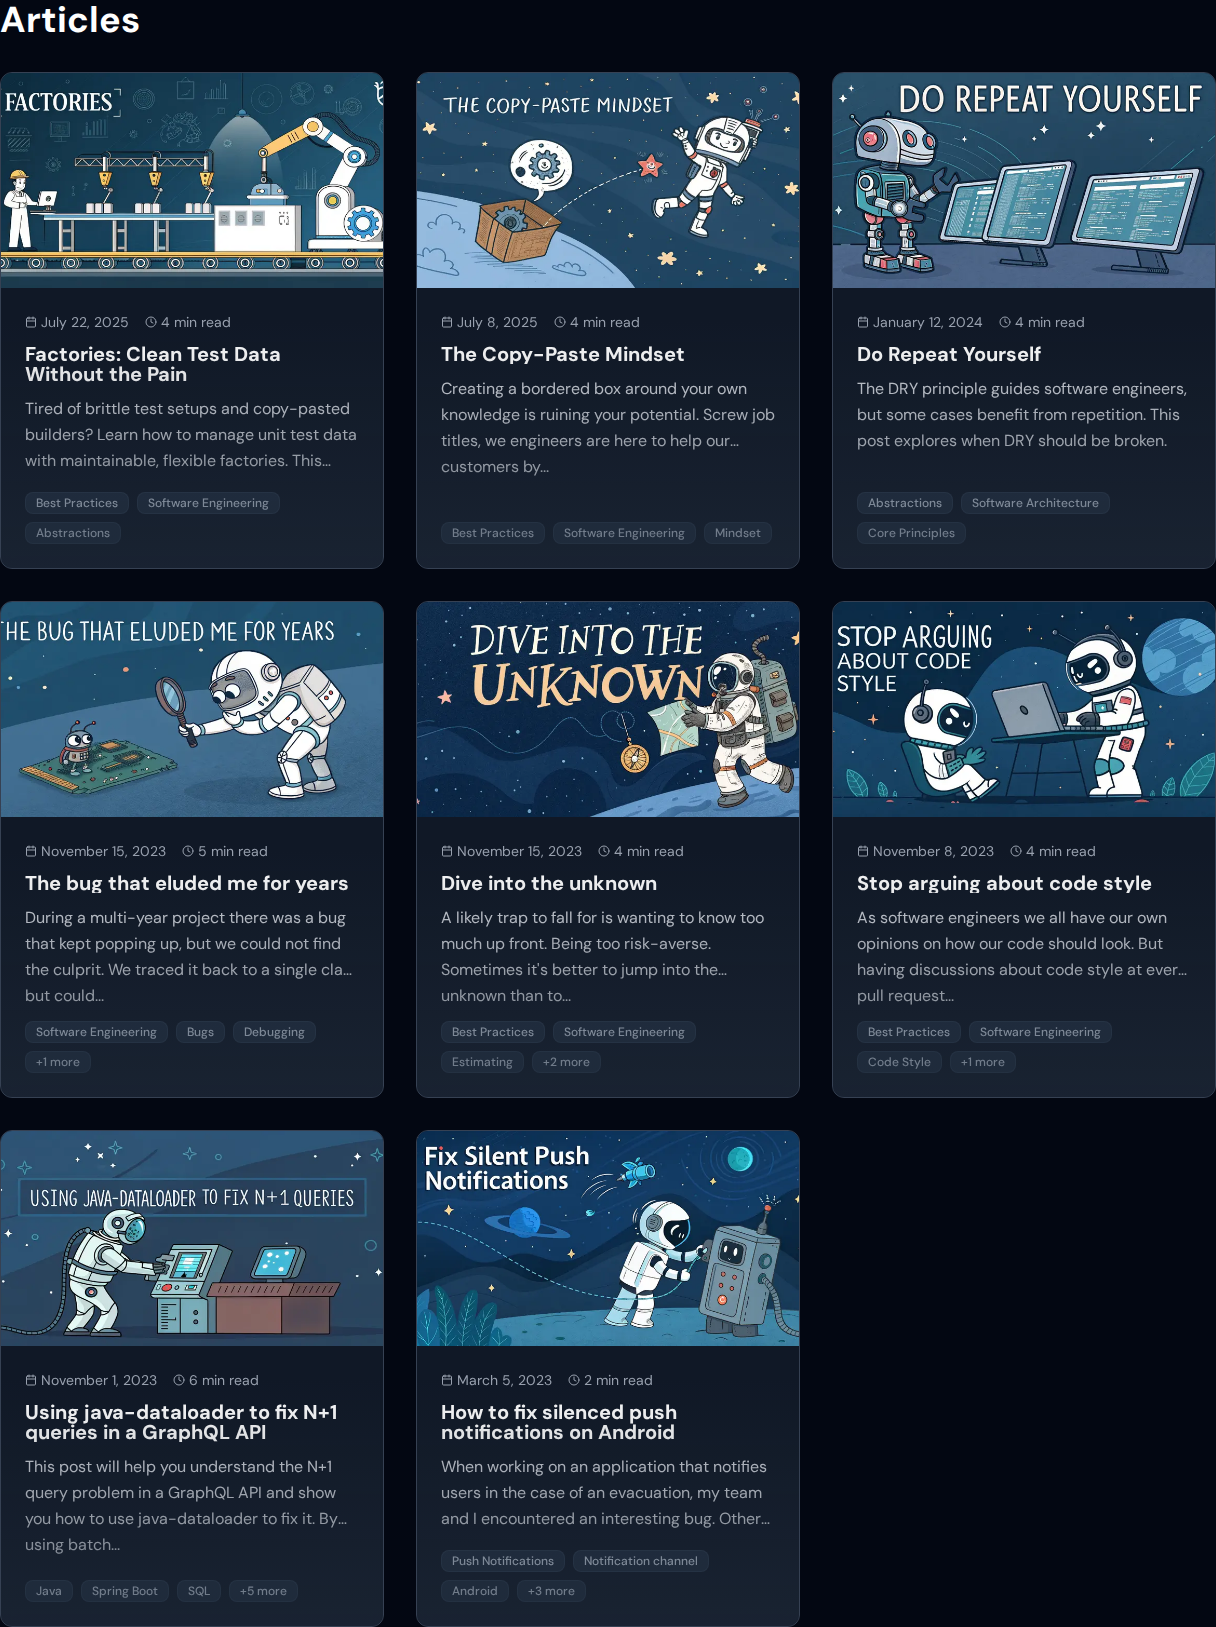 Articles
FACTORIES
July 22, 2025 4 min read
Factories: Clean Test Data
Without the Pain
Tired of brittle test setups and copy-pasted
builders? Learn how to manage unit test data
with maintainable, flexible factories. This...
Best Practices Software Engineering
Abstractions
THE COPY-PASTE MINDSET
July 8, 2025 4 min read
The Copy-Paste Mindset
Creating a bordered box around your own
knowledge is ruining your potential. Screw job
titles, we engineers are here to help our...
customers by...
Best Practices Software Engineering Mindset
DO REPEAT YOURSELF
January 12, 2024 4 min read
Do Repeat Yourself
The DRY principle guides software engineers,
but some cases benefit from repetition. This
post explores when DRY should be broken.
Abstractions Software Architecture
Core Principles
THE BUG THAT ELUDED ME FOR YEARS
November 15, 2023 5 min read
The bug that eluded me for years
During a multi-year project there was a bug
that kept popping up, but we could not find
the culprit. We traced it back to a single cla...
but could...
Software Engineering Bugs Debugging
+1 more
DIVE INTO THE
UNKNOWN
November 15, 2023 4 min read
Dive into the unknown
A likely trap to fall for is wanting to know too
much up front. Being too risk-averse.
Sometimes it's better to jump into the...
unknown than to...
Best Practices Software Engineering
Estimating +2 more
STOP ARGUING
ABOUT CODE
STYLE
November 8, 2023 4 min read
Stop arguing about code style
As software engineers we all have our own
opinions on how our code should look. But
having discussions about code style at ever...
pull request...
Best Practices Software Engineering
Code Style +1 more
USING JAVA-DATALOADER TO FIX N+1 QUERIES
November 1, 2023 6 min read
Using java-dataloader to fix N+1
queries in a GraphQL API
This post will help you understand the N+1
query problem in a GraphQL API and show
you how to use java-dataloader to fix it. By...
using batch...
Java Spring Boot SQL +5 more
Fix Silent Push
Notifications
March 5, 2023 2 min read
How to fix silenced push
notifications on Android
When working on an application that notifies
users in the case of an evacuation, my team
and I encountered an interesting bug. Other...
Push Notifications Notification channel
Android +3 more